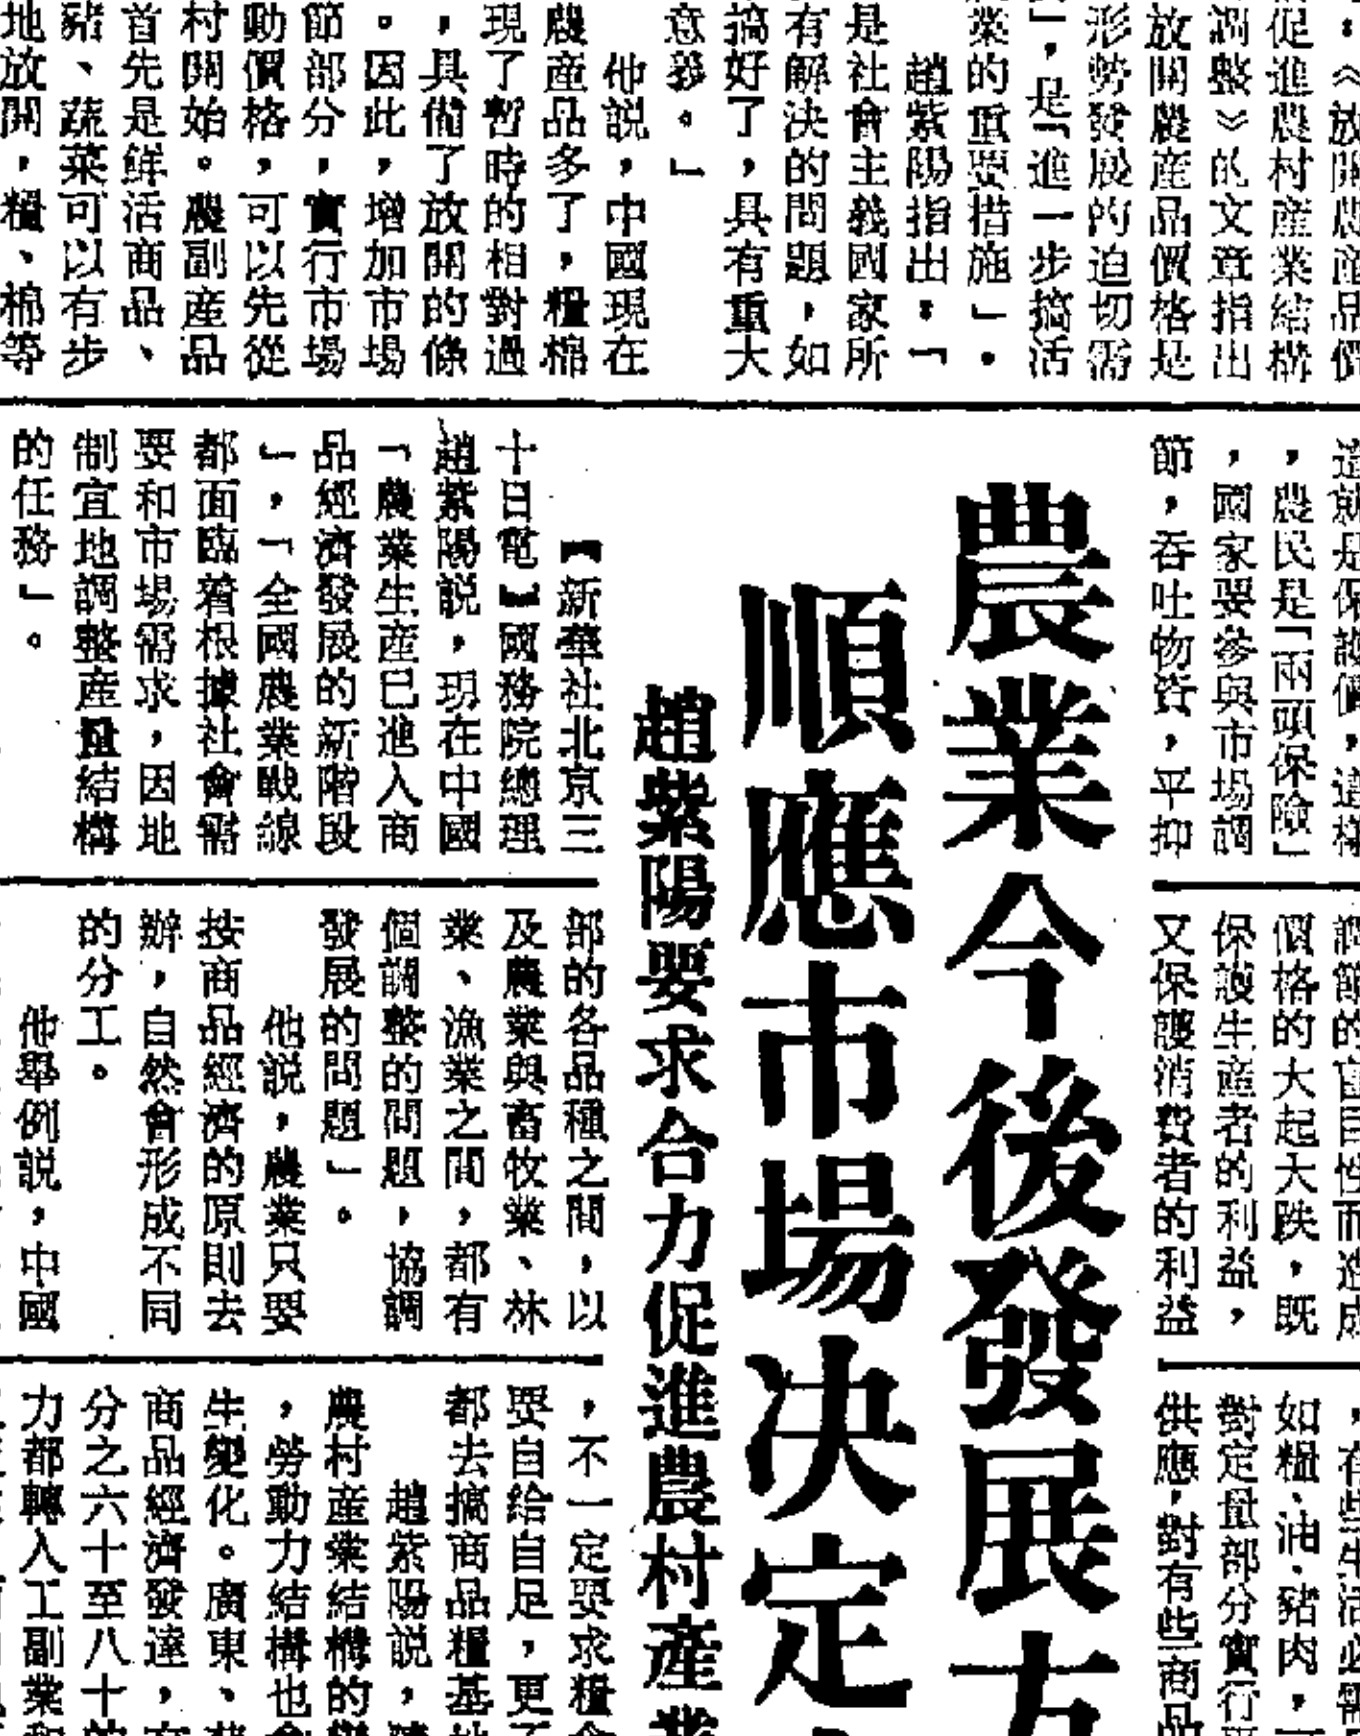 ：《放開農産品價
促進農村産業結構
調整》的文章指出
放開農産品價格是
形勢發展的迫切需
」，是「進一步搞活
業的重要措施」。
趙紫陽指出：「
是社會主義國家所
有解決的問題，如
搞好了，具有重大
意義。」
他説，中國現在
農産品多了，糧棉
現了暫時的相對過
，具備了放開的條
。因此，增加市場
節部分，實行市場
動價格，可以先從
村開始。農副産品
首先是鮮活商品、
豬、蔬菜可以有步
地放開，糧、棉等
造就是保護價，這樣
，農民是「兩頭保險」
，國家要參與市場調
節，吞吐物資，平抑
農業今後發展方
順應市場決定
趙紫陽要求合力促進農村産業
【新華社北京三
十日電】國務院總理
趙紫陽説，現在中國
「農業生産已進入商
品經濟發展的新階段
」，「全國農業戰線
都面臨着根據社會需
要和市場需求，因地
制宜地調整産量結構
的任務」。
調節的盲目性而造成
價格的大起大跌，既
保護生産者的利益，
又保護消費者的利益
部的各品種之間，以
及農業與畜牧業、林
業、漁業之間，都有
個調整的問題，協調
發展的問題」。
他説，農業只要
按商品經濟的原則去
辦，自然會形成不同
的分工。
他舉例説，中國
，有些生活必需
如糧、油、豬肉，
對定量部分實行
供應，對有些商品
，不一定要求糧食
要自給自足，更不
都去搞商品糧基地
趙紫陽説，隨
農村産業結構的變
，勞動力結構也會
生變化。廣東、蘇
商品經濟發達，有
分之六十至八十的
力都轉入工副業和